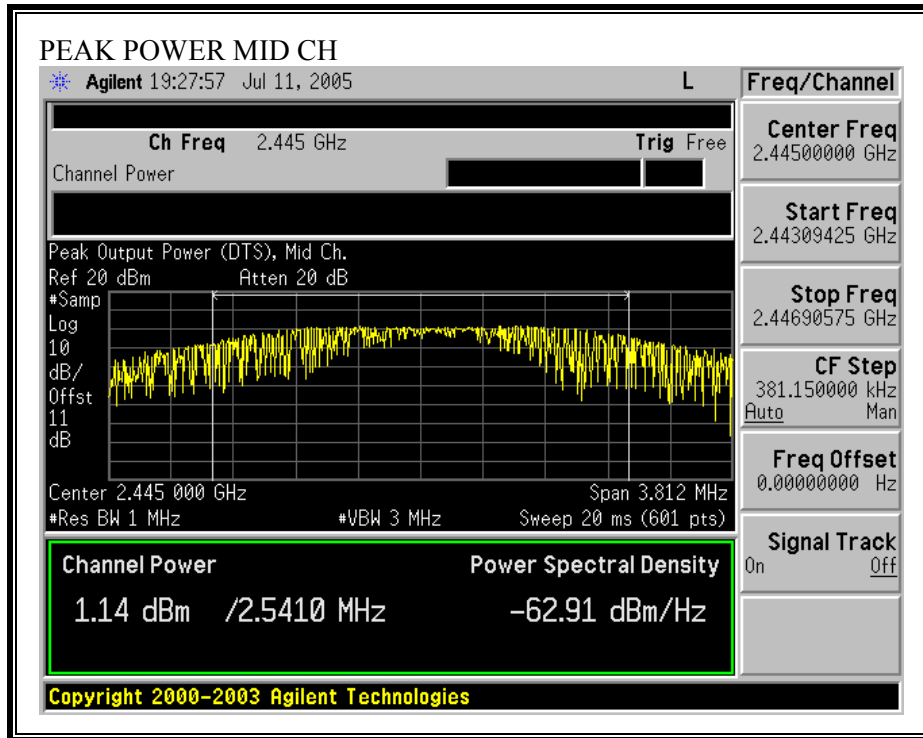 PEAK POWER MID CH
Agilent 19:27:57 Jul 11, 2005 L
Freq/Channel
Ch Freq 2.445 GHz Trig Free
Channel Power
Center Freq
2.44500000 GHz
Start Freq
2.44309425 GHz
Stop Freq
2.44690575 GHz
CF Step
381.150000 kHz
Auto Man
Freq Offset
0.00000000 Hz
Signal Track
On Off
Peak Output Power (DTS), Mid Ch.
Ref 20 dBm Atten 20 dB
#Samp
Log
10
dB/
Offst
11
dB
Center 2.445 000 GHz Span 3.812 MHz
#Res BW 1 MHz #VBW 3 MHz Sweep 20 ms (601 pts)
Channel Power Power Spectral Density
1.14 dBm /2.5410 MHz -62.91 dBm/Hz
Copyright 2000-2003 Agilent Technologies